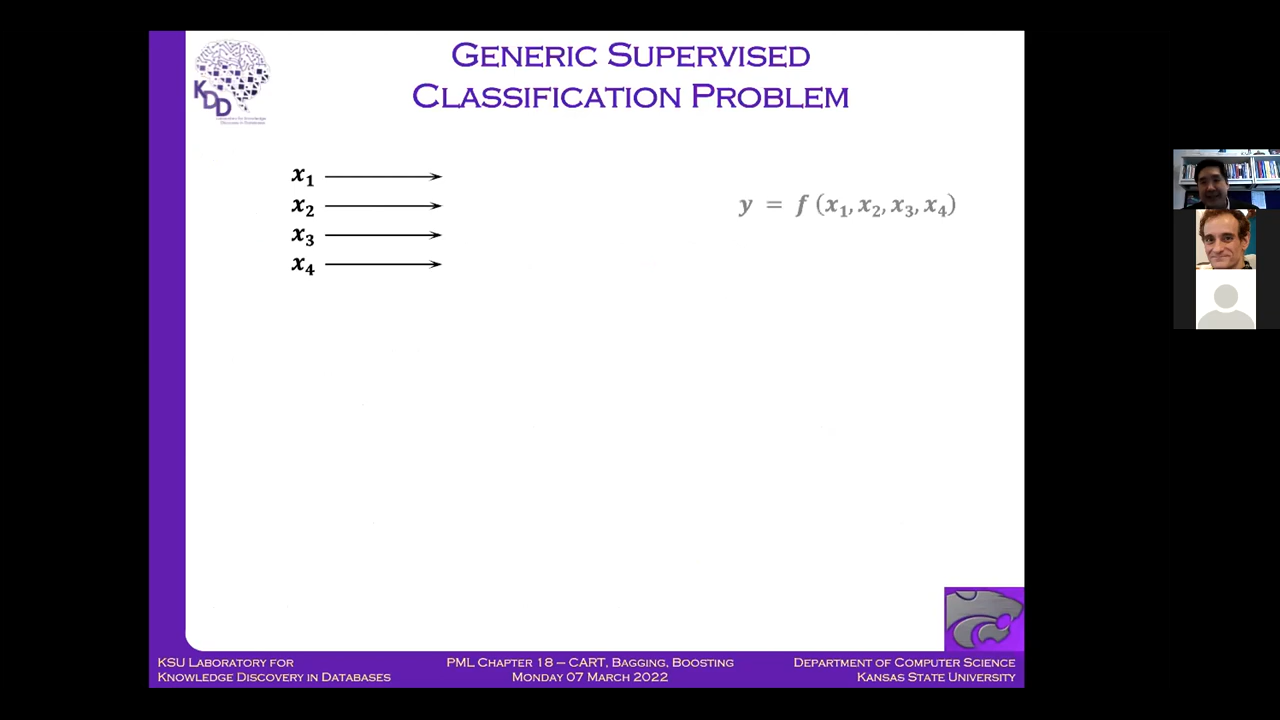 GENERIC SUPERVISED
CLASSIFICATION PROBLEM
KDD
x₁
x₂
x₃
x₄
y = f (x₁, x₂, x₃, x₄)
KSU LABORATORY FOR
KNOWLEDGE DISCOVERY IN DATABASES
PML CHAPTER 18 – CART, BAGGING, BOOSTING
MONDAY 07 MARCH 2022
DEPARTMENT OF COMPUTER SCIENCE
KANSAS STATE UNIVERSITY